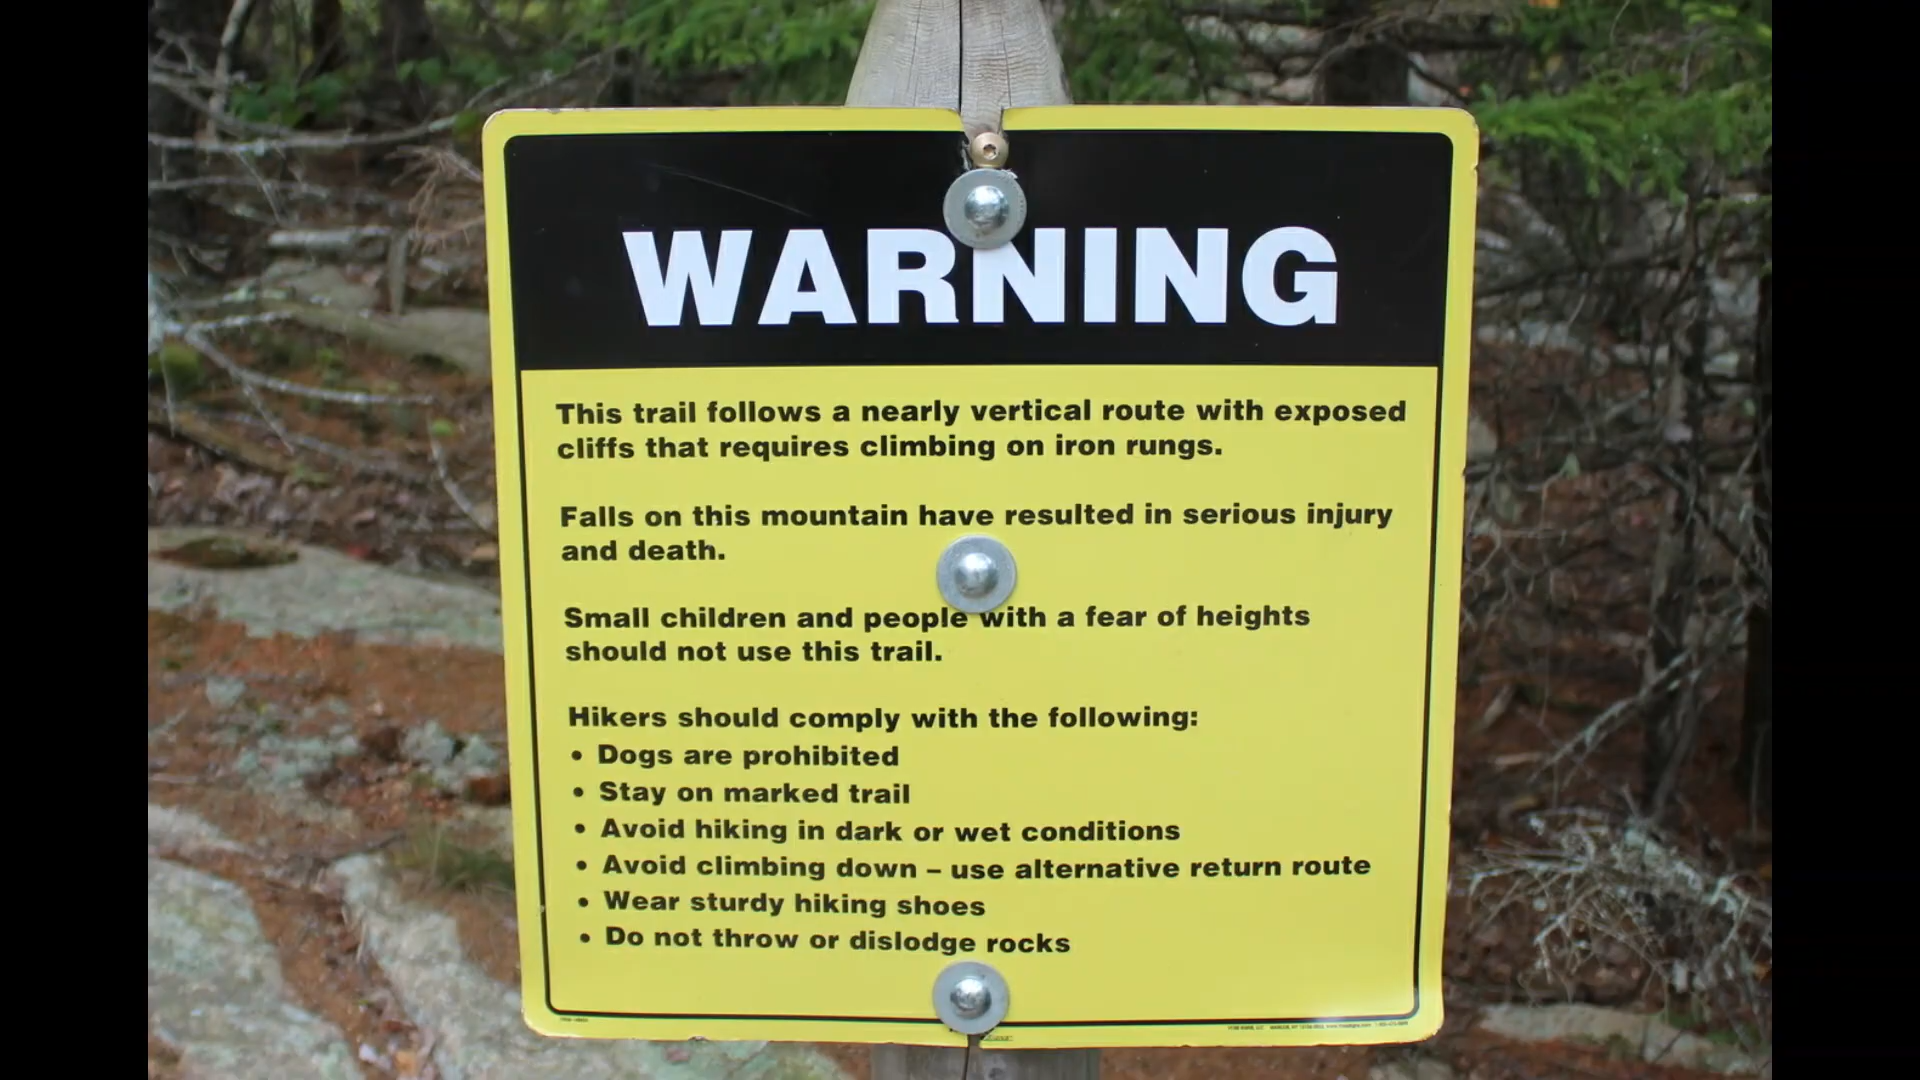 WARNING
This trail follows a nearly vertical route with exposed
cliffs that requires climbing on iron rungs.
Falls on this mountain have resulted in serious injury
and death.
Small children and people with a fear of heights
should not use this trail.
Hikers should comply with the following:
• Dogs are prohibited
• Stay on marked trail
• Avoid hiking in dark or wet conditions
• Avoid climbing down – use alternative return route
• Wear sturdy hiking shoes
• Do not throw or dislodge rocks